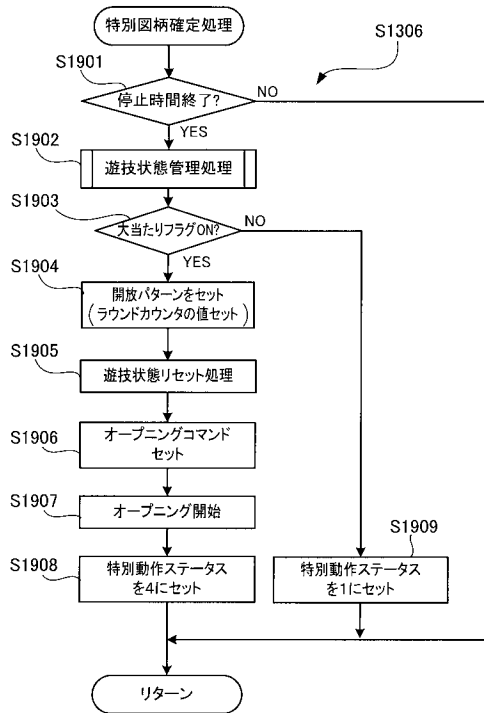 特別図柄確定処理
S1306
S1901
停止時間終了?
NO
YES
S1902
遊技状態管理処理
S1903
大当たりフラグON?
NO
YES
S1904
開放パターンをセット
(ラウンドカウンタの値セット)
S1905
遊技状態リセット処理
S1906
オープニングコマンド
セット
S1907
オープニング開始
S1908
特別動作ステータス
を4にセット
S1909
特別動作ステータス
を1にセット
リターン